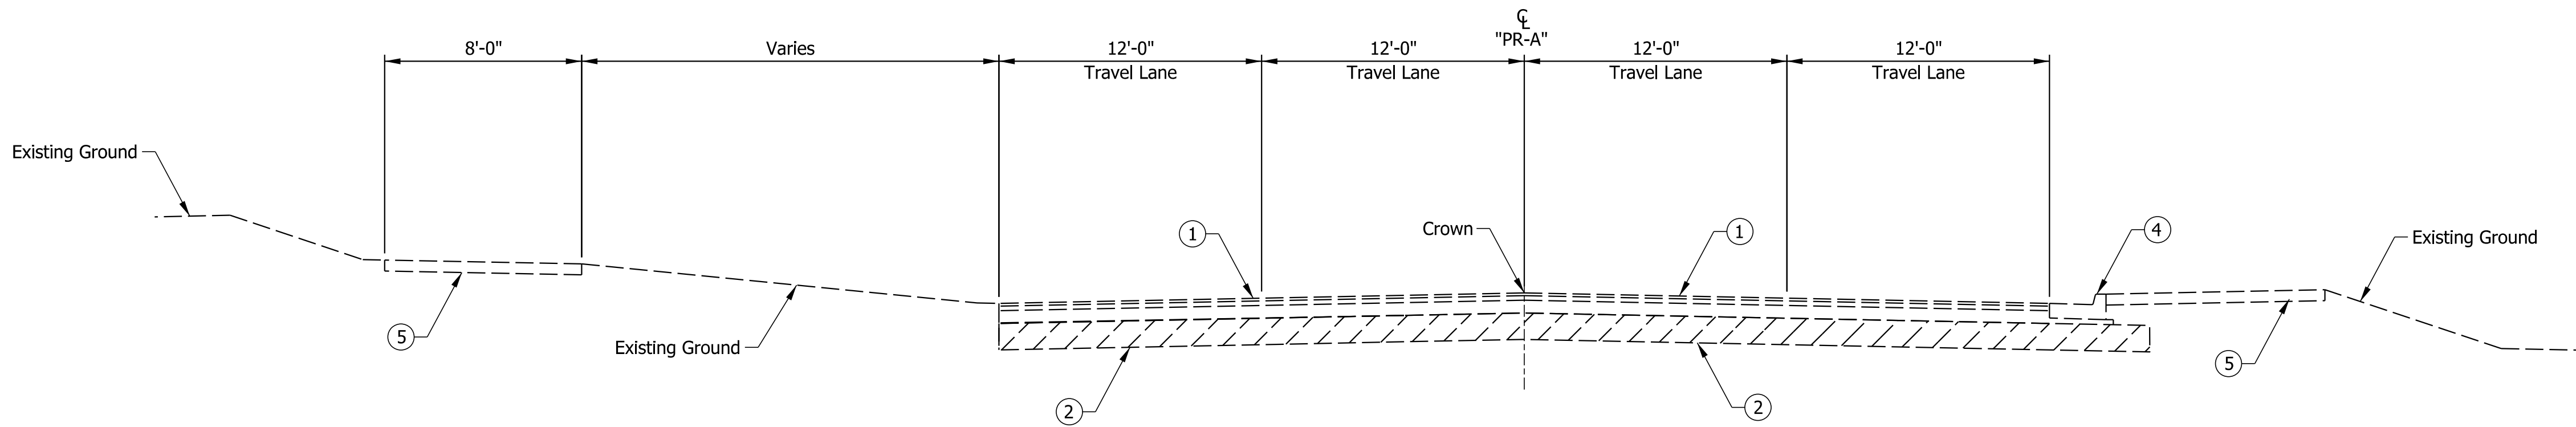 ℄
"PR-A"
8'-0"
Varies
12'-0"
12'-0"
12'-0"
12'-0"
Travel Lane
Travel Lane
Travel Lane
Travel Lane
Existing Ground
1
Crown
1
4
Existing Ground
5
Existing Ground
5
2
2